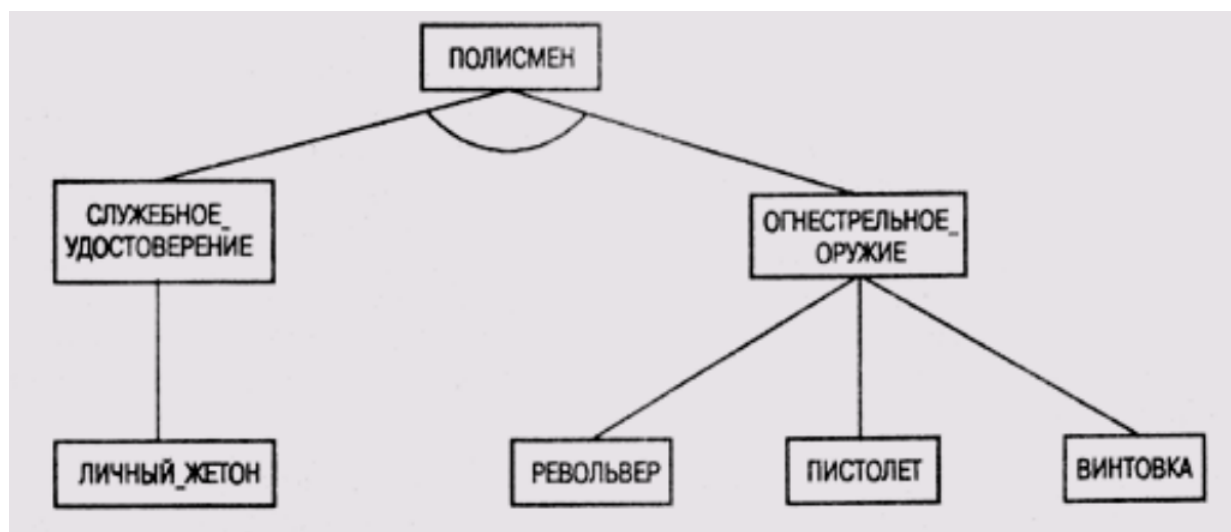 ПОЛИСМЕН
СЛУЖЕБНОЕ_
УДОСТОВЕРЕНИЕ
ОГНЕСТРЕЛЬНОЕ_
ОРУЖИЕ
ЛИЧНЫЙ_ЖЕТОН
РЕВОЛЬВЕР
ПИСТОЛЕТ
ВИНТОВКА